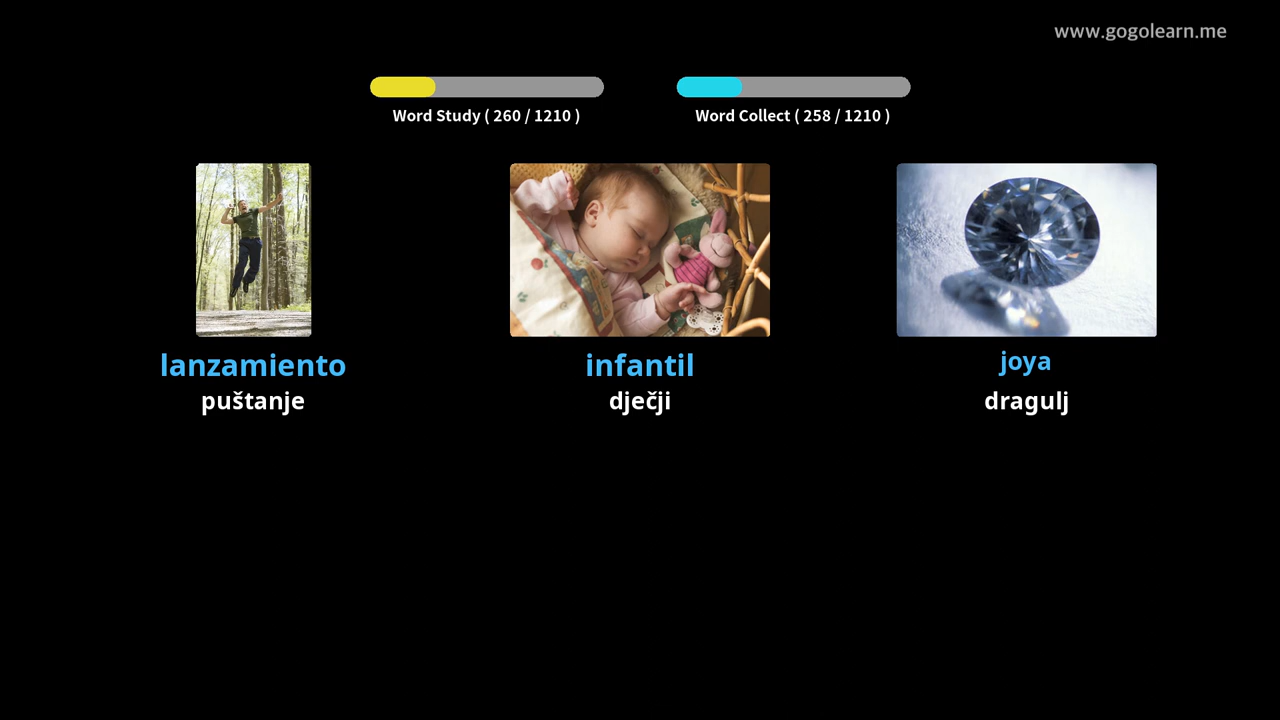 www.gogolearn.me
Word Study ( 260 / 1210 )
Word Collect ( 258 / 1210 )
lanzamiento
puštanje
infantil
dječji
joya
dragulj